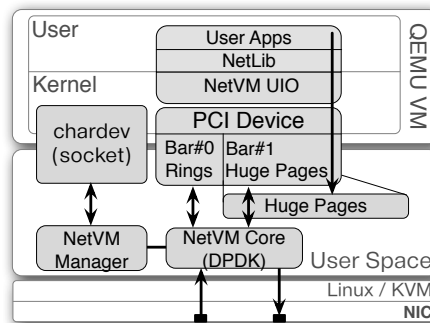 User
User Apps
NetLib
Kernel
NetVM UIO
QEMU VM
chardev
(socket)
PCI Device
Bar#0
Rings
Bar#1
Huge Pages
Huge Pages
NetVM
Manager
NetVM Core
(DPDK)
User Space
Linux / KVM
NIC